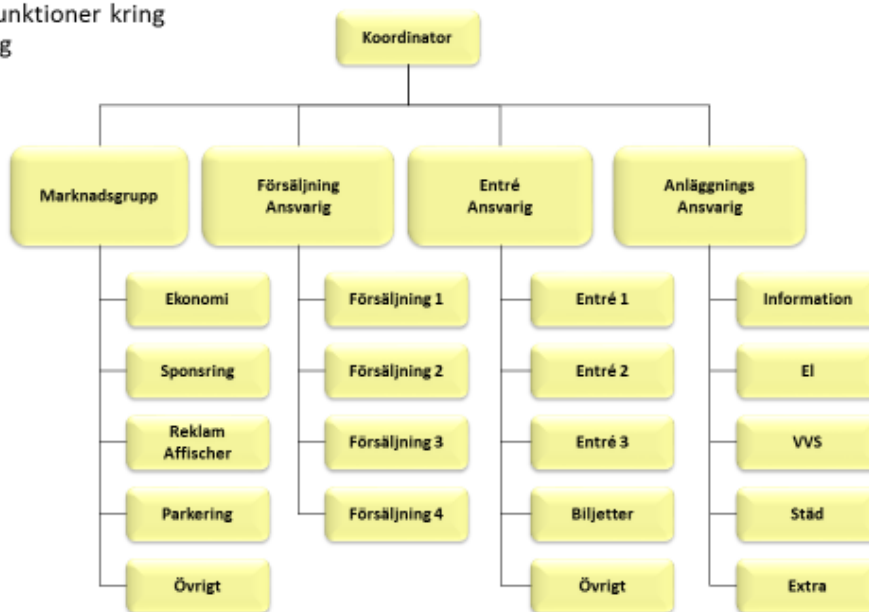 unktioner kring
g
Koordinator
Marknadsgrupp
Försäljning
Ansvarig
Entré
Ansvarig
Anläggnings
Ansvarig
Ekonomi
Sponsring
Reklam
Affischer
Parkering
Övrigt
Försäljning 1
Försäljning 2
Försäljning 3
Försäljning 4
Entré 1
Entré 2
Entré 3
Biljetter
Övrigt
Information
El
VVS
Städ
Extra